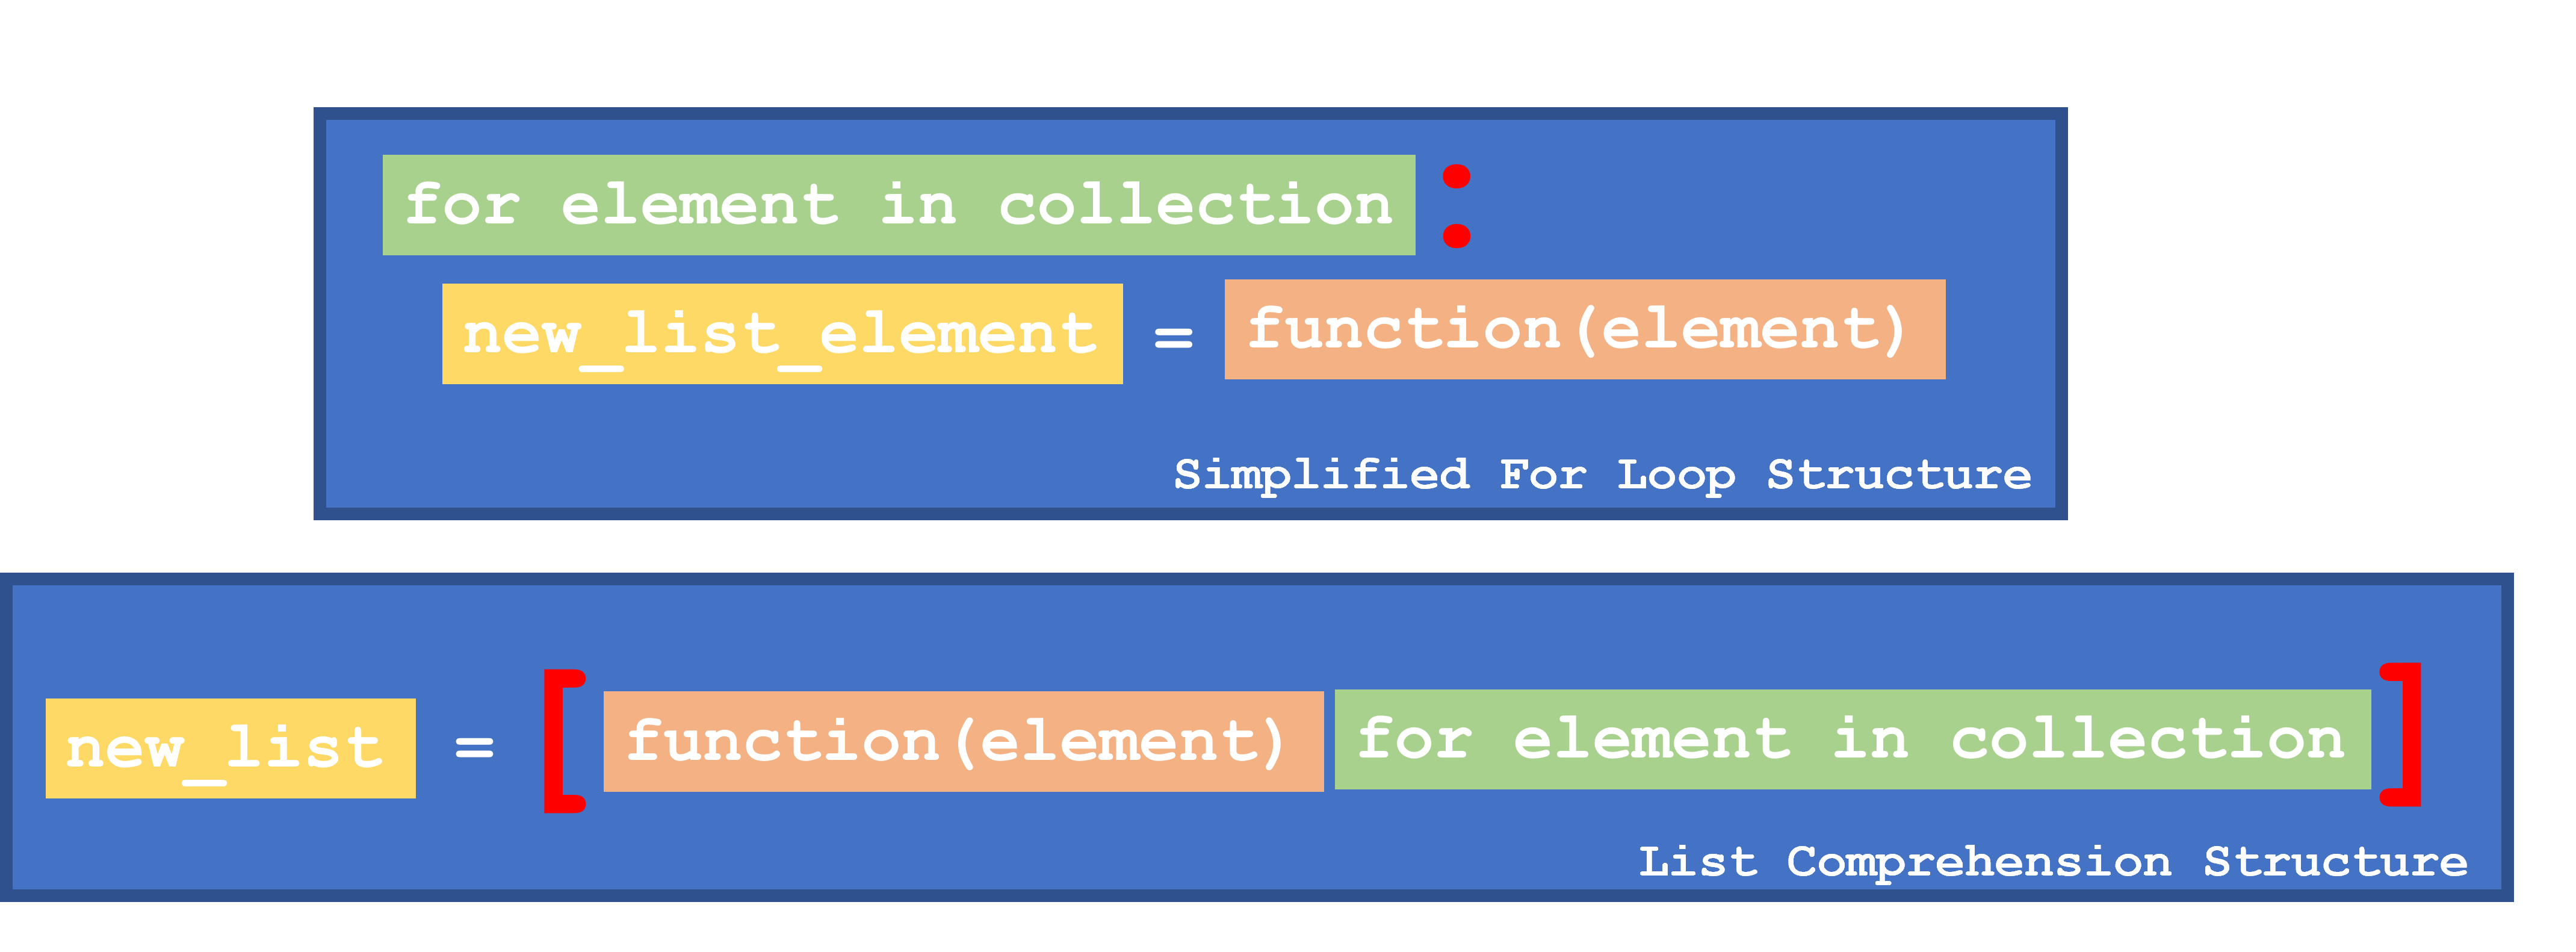 for element in collection :
new_list_element = function(element)
Simplified For Loop Structure
new_list = [ function(element) for element in collection ]
List Comprehension Structure